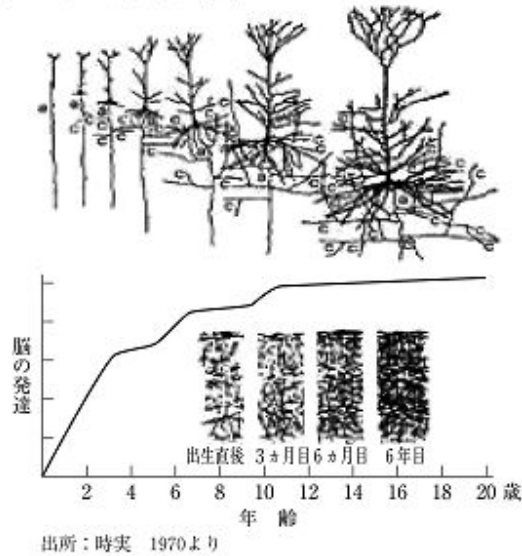 脳の発達
出生直後 3ヵ月目 6ヵ月目 6年目
2 4 6 8 10 12 14 16 18 20 歳
年 齢
出所：時実 1970より